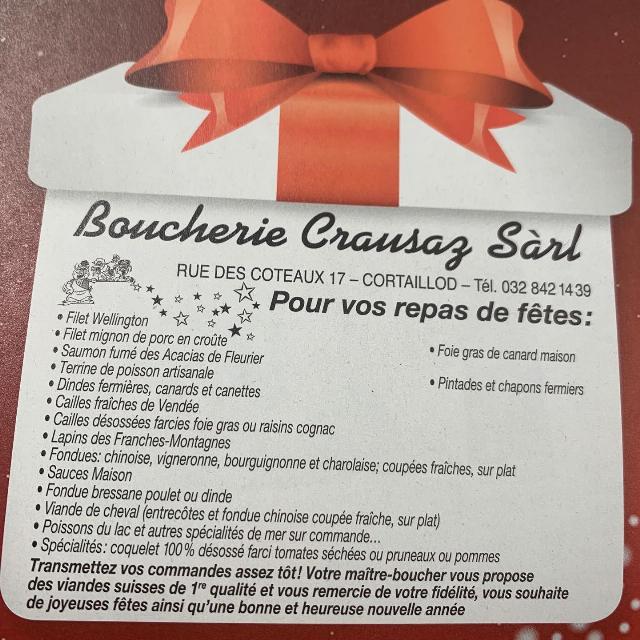 Boucherie Crausaz Sàrl
RUE DES COTEAUX 17 – CORTAILLOD – Tél. 032 842 14 39
Pour vos repas de fêtes:
• Filet Wellington
• Filet mignon de porc en croûte
• Saumon fumé des Acacias de Fleurier
• Terrine de poisson artisanale
• Dindes fermières, canards et canettes
• Cailles fraîches de Vendée
• Cailles désossées farcies foie gras ou raisins cognac
• Lapins des Franches-Montagnes
• Fondues: chinoise, vigneronne, bourguignonne et charolaise; coupées fraîches, sur plat
• Sauces Maison
• Fondue bressane poulet ou dinde
• Viande de cheval (entrecôtes et fondue chinoise coupée fraîche, sur plat)
• Poissons du lac et autres spécialités de mer sur commande...
• Spécialités: coquelet 100% désossé farci tomates séchées ou pruneaux ou pommes
• Foie gras de canard maison
• Pintades et chapons fermiers
Transmettez vos commandes assez tôt! Votre maître-boucher vous propose
des viandes suisses de 1re qualité et vous remercie de votre fidélité, vous souhaite
de joyeuses fêtes ainsi qu'une bonne et heureuse nouvelle année